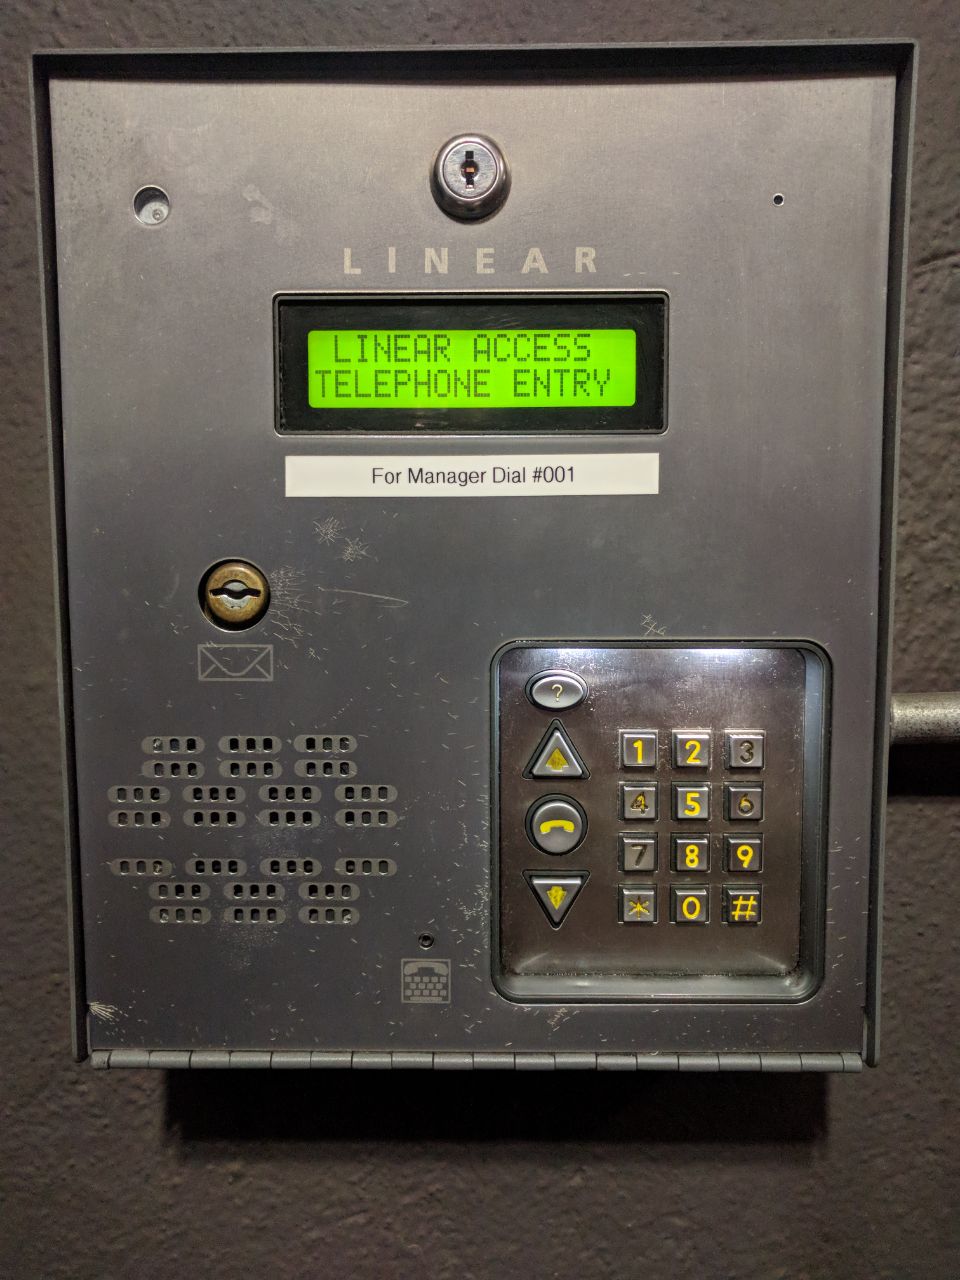 LINEAR
LINEAR ACCESS
TELEPHONE ENTRY
For Manager Dial #001
?
1 2 3
4 5 6
7 8 9
* 0 #